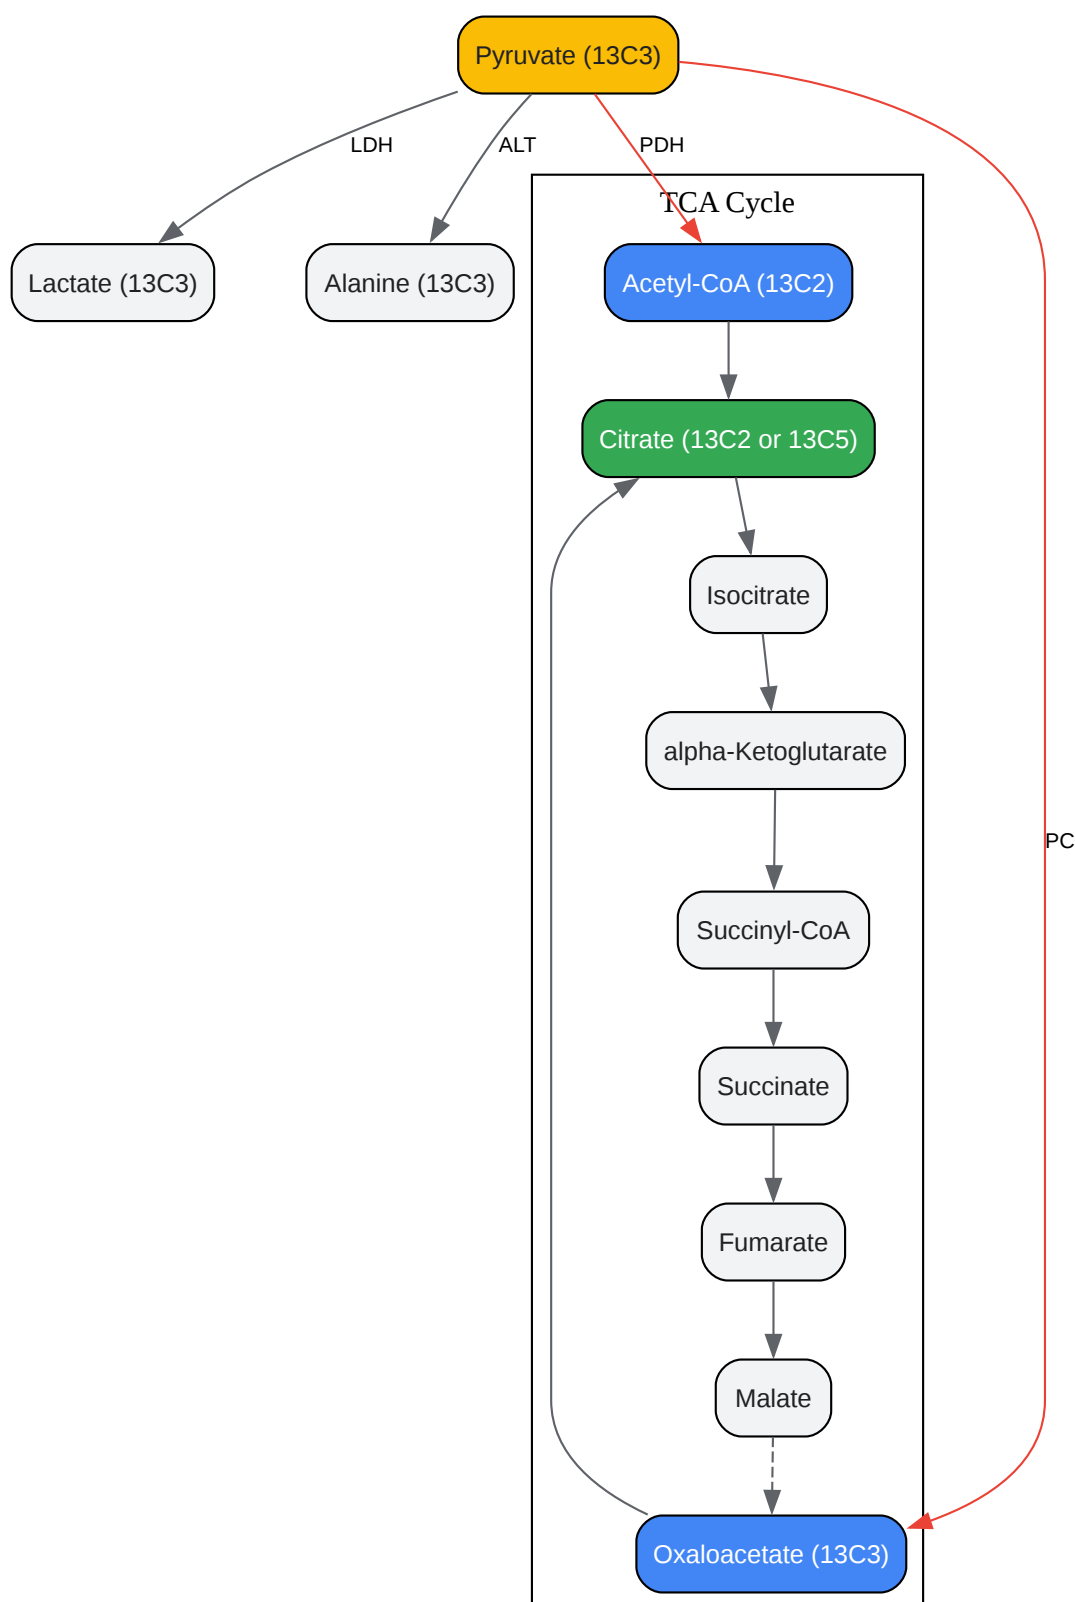 Pyruvate (13C3)
LDH
ALT
PDH
TCA Cycle
Lactate (13C3)
Alanine (13C3)
Acetyl-CoA (13C2)
Citrate (13C2 or 13C5)
Isocitrate
alpha-Ketoglutarate
PC
Succinyl-CoA
Succinate
Fumarate
Malate
Oxaloacetate (13C3)